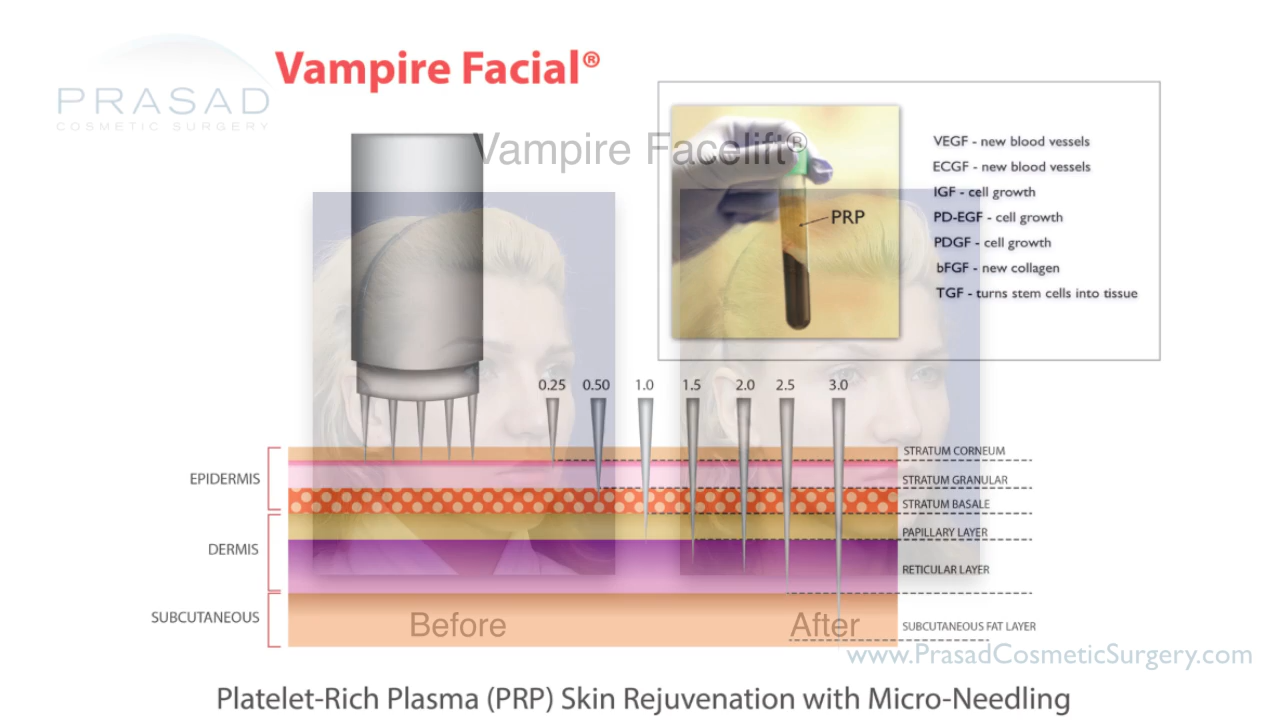 Vampire Facial®
PRASAD
COSMETIC SURGERY
Vampire Facelift®
PRP
VEGF - new blood vessels
ECGF - new blood vessels
IGF - cell growth
PD-EGF - cell growth
PDGF - cell growth
bFGF - new collagen
TGF - turns stem cells into tissue
0.25 0.50 1.0 1.5 2.0 2.5 3.0
EPIDERMIS
DERMIS
SUBCUTANEOUS
STRATUM CORNEUM
STRATUM GRANULAR
STRATUM BASALE
PAPILLARY LAYER
RETICULAR LAYER
SUBCUTANEOUS FAT LAYER
Before After
www.PrasadCosmeticSurgery.com
Platelet-Rich Plasma (PRP) Skin Rejuvenation with Micro-Needling